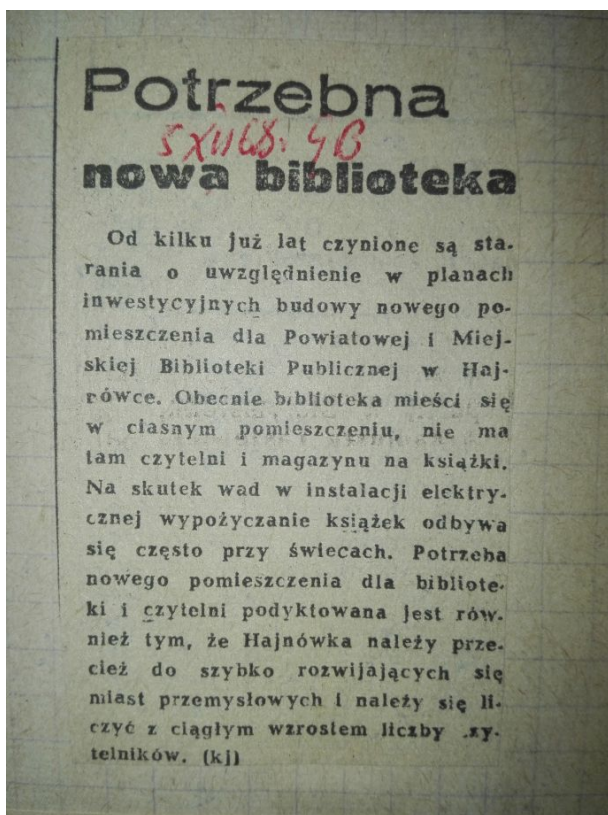 Potrzebna
5 XII 68. GB
nowa biblioteka
Od kilku już lat czynione są sta-
rania o uwzględnienie w planach
inwestycyjnych budowy nowego po-
mieszczenia dla Powiatowej i Miej-
skiej Biblioteki Publicznej w Haj-
rówce. Obecnie biblioteka mieści się
w ciasnym pomieszczeniu, nie ma
tam czytelni i magazynu na książki.
Na skutek wad w instalacji elektry-
cznej wypożyczanie książek odbywa
się często przy świecach. Potrzeba
nowego pomieszczenia dla bibliote-
ki i czytelni podyktowana jest rów-
nież tym, że Hajnówka należy prze-
cież do szybko rozwijających się
miast przemysłowych i należy się li-
czyć z ciągłym wzrostem liczby .zy-
telników. (kj)